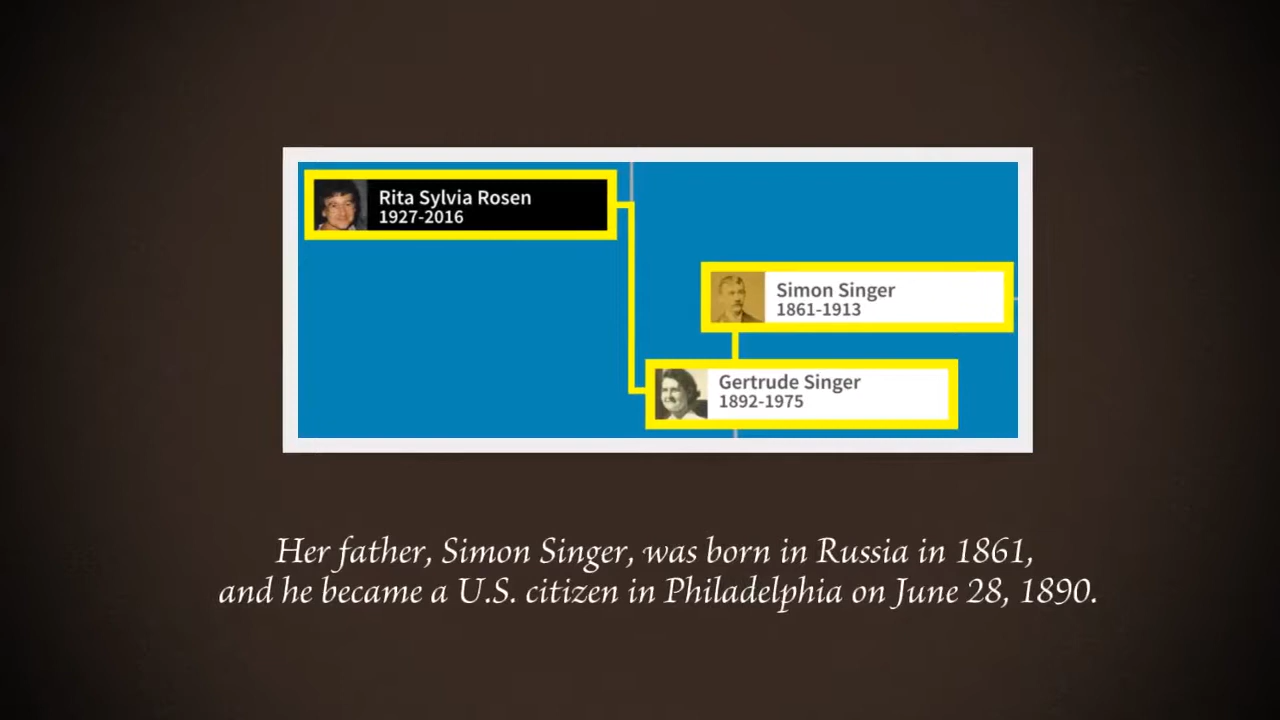 Rita Sylvia Rosen
1927-2016
Simon Singer
1861-1913
Gertrude Singer
1892-1975
Her father, Simon Singer, was born in Russia in 1861,
and he became a U.S. citizen in Philadelphia on June 28, 1890.